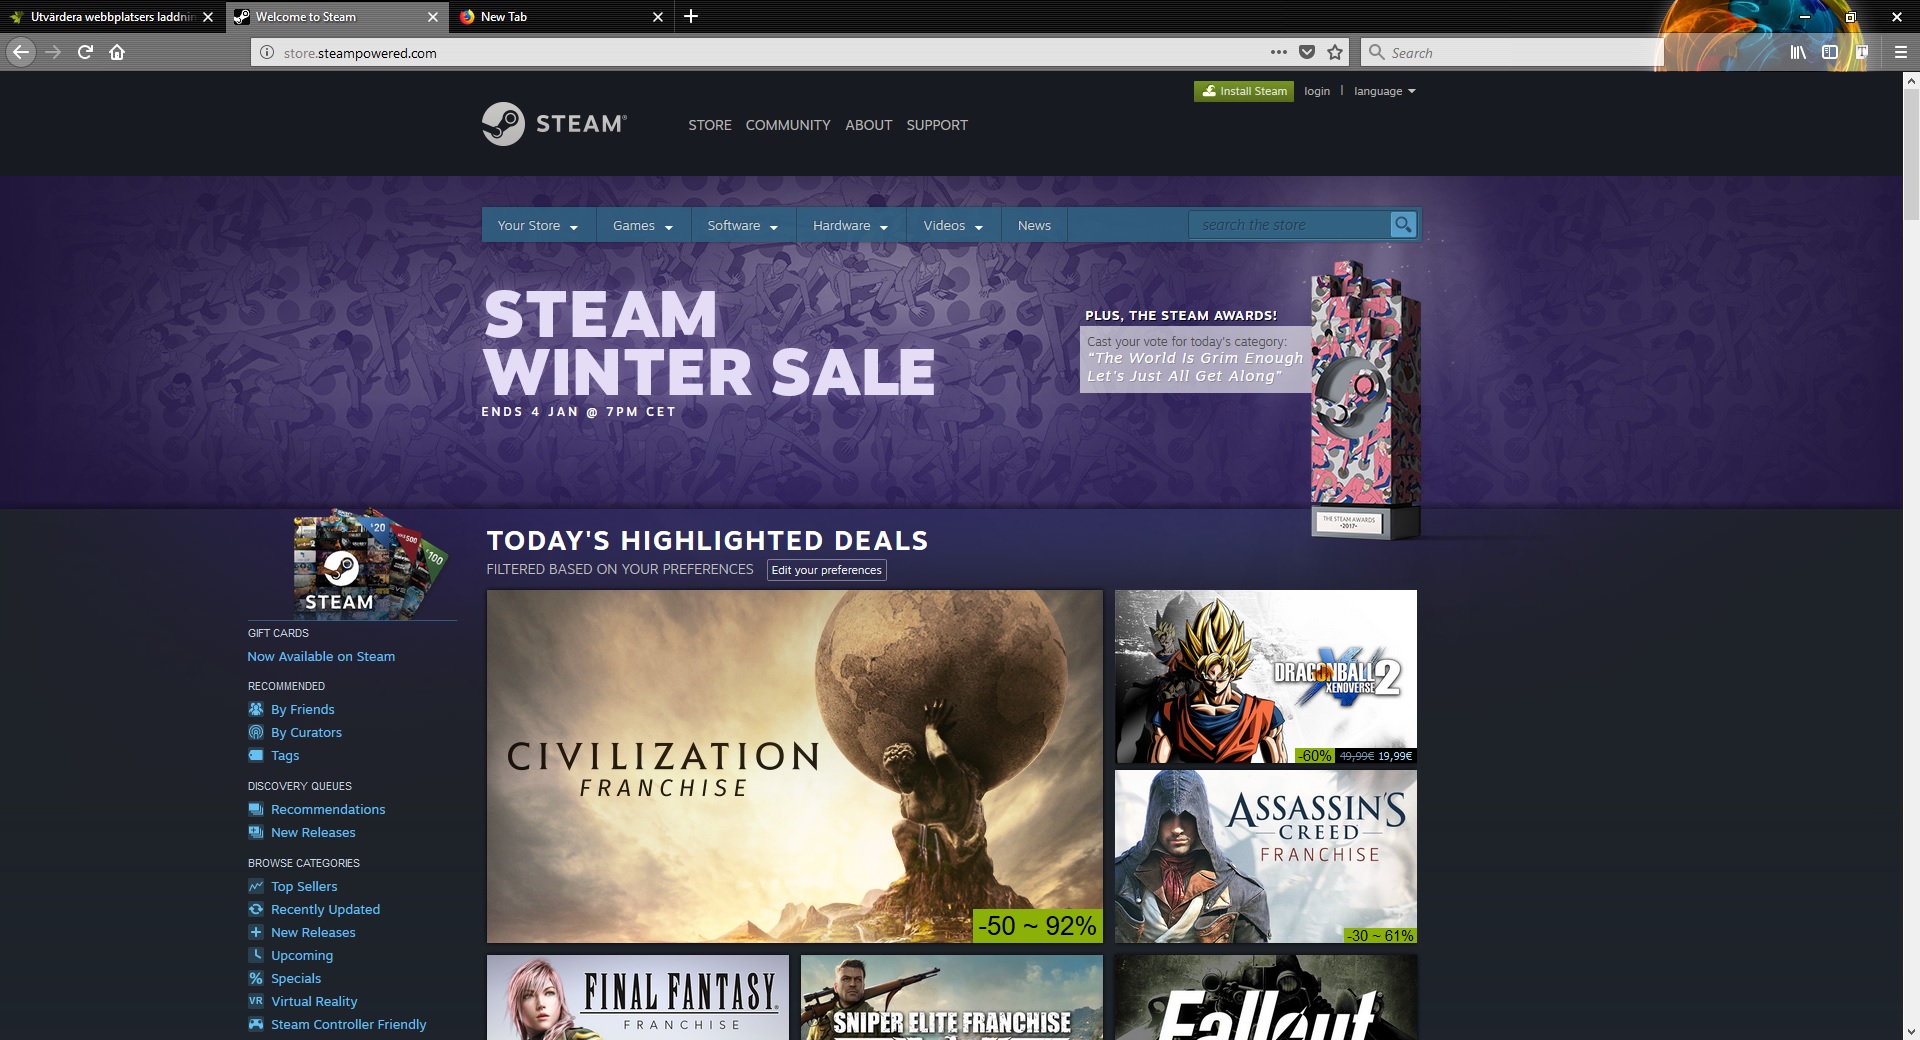 Utvärdera webbplatsers laddnin
Welcome to Steam
New Tab
store.steampowered.com
Search
Install Steam
login
language
STEAM®
STORE
COMMUNITY
ABOUT
SUPPORT
Your Store
Games
Software
Hardware
Videos
News
search the store
STEAM
WINTER SALE
ENDS 4 JAN @ 7PM CET
PLUS, THE STEAM AWARDS!
Cast your vote for today's category:
“The World Is Grim Enough
Let's Just All Get Along”
THE STEAM AWARDS
•2017•
$20
500
$100
STEAM
GIFT CARDS
Now Available on Steam
RECOMMENDED
By Friends
By Curators
Tags
DISCOVERY QUEUES
Recommendations
New Releases
BROWSE CATEGORIES
Top Sellers
Recently Updated
New Releases
Upcoming
Specials
VR Virtual Reality
Steam Controller Friendly
TODAY'S HIGHLIGHTED DEALS
FILTERED BASED ON YOUR PREFERENCES
Edit your preferences
CIVILIZATION
FRANCHISE
-50 ~ 92%
DRAGONBALL
XENOVERSE 2
-60% 49,99€ 19,99€
ASSASSIN'S
CREED
FRANCHISE
-30 ~ 61%
FINAL FANTASY
FRANCHISE
SNIPER ELITE FRANCHISE
Fallout